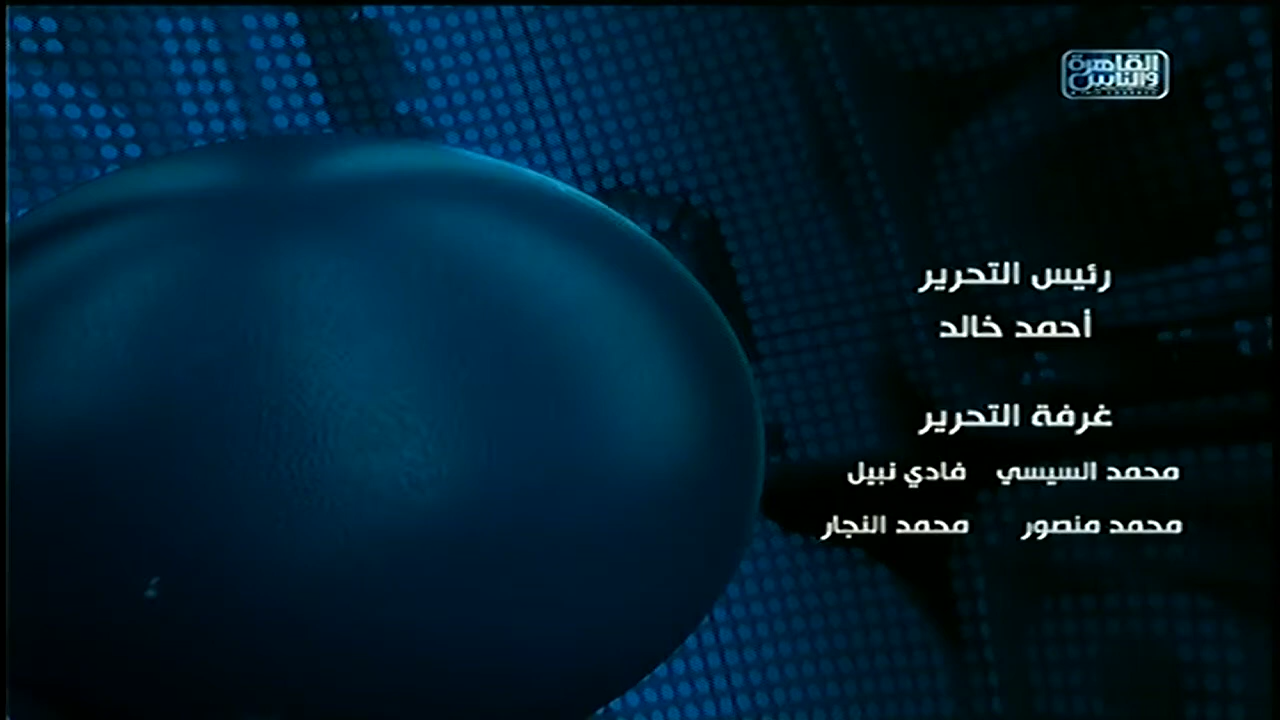 القاهرة
والناس
رئيس التحرير
أحمد خالد
غرفة التحرير
محمد السيسي فادي نبيل
محمد منصور محمد النجار